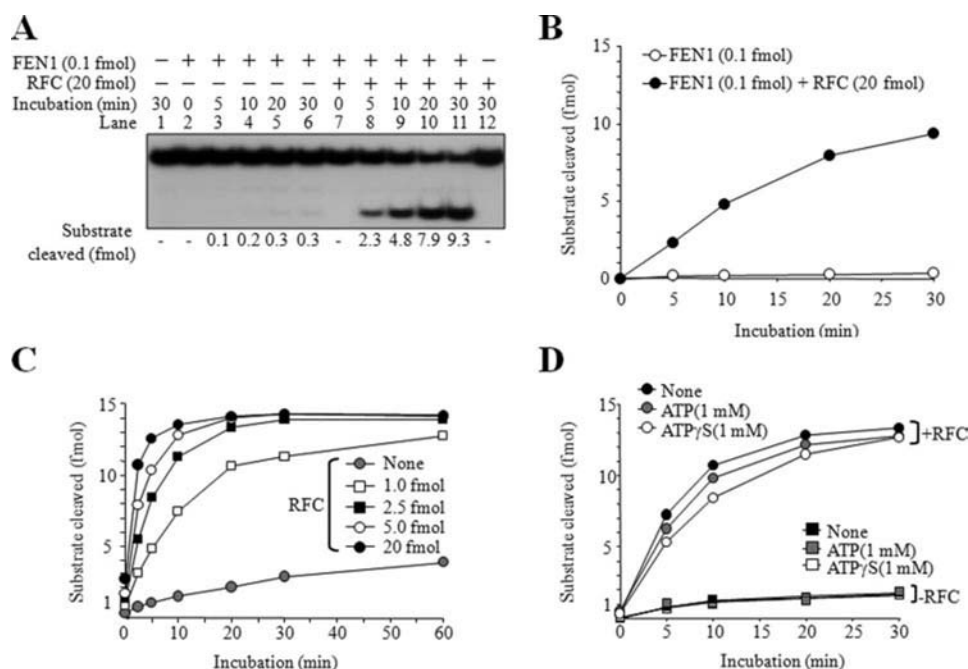 A
FEN1 (0.1 fmol) – + + + + + + + + + + –
RFC (20 fmol) – – – – – – + + + + + +
Incubation (min) 30 0 5 10 20 30 0 5 10 20 30 30
Lane 1 2 3 4 5 6 7 8 9 10 11 12
Substrate
cleaved (fmol) - - 0.1 0.2 0.3 0.3 - 2.3 4.8 7.9 9.3 -
B
FEN1 (0.1 fmol)
FEN1 (0.1 fmol) + RFC (20 fmol)
Substrate cleaved (fmol)
15
10
5
0
0 5 10 15 20 25 30
Incubation (min)
C
Substrate cleaved (fmol)
15
10
5
1
RFC
None
1.0 fmol
2.5 fmol
5.0 fmol
20 fmol
0 10 20 30 40 50 60
Incubation (min)
D
None
ATP(1 mM)
ATPγS(1 mM)
+RFC
Substrate cleaved (fmol)
15
10
5
1
None
ATP(1 mM)
ATPγS(1 mM)
-RFC
0 5 10 15 20 25 30
Incubation (min)